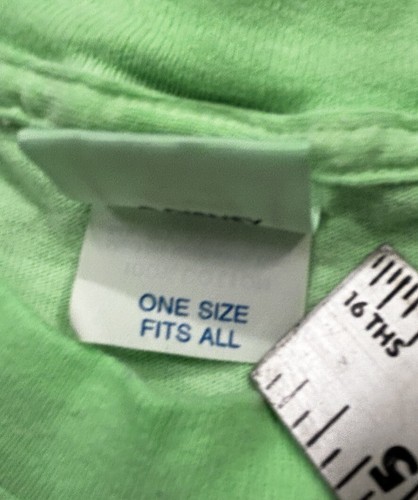 ONE SIZE
FITS ALL
16 THS
5